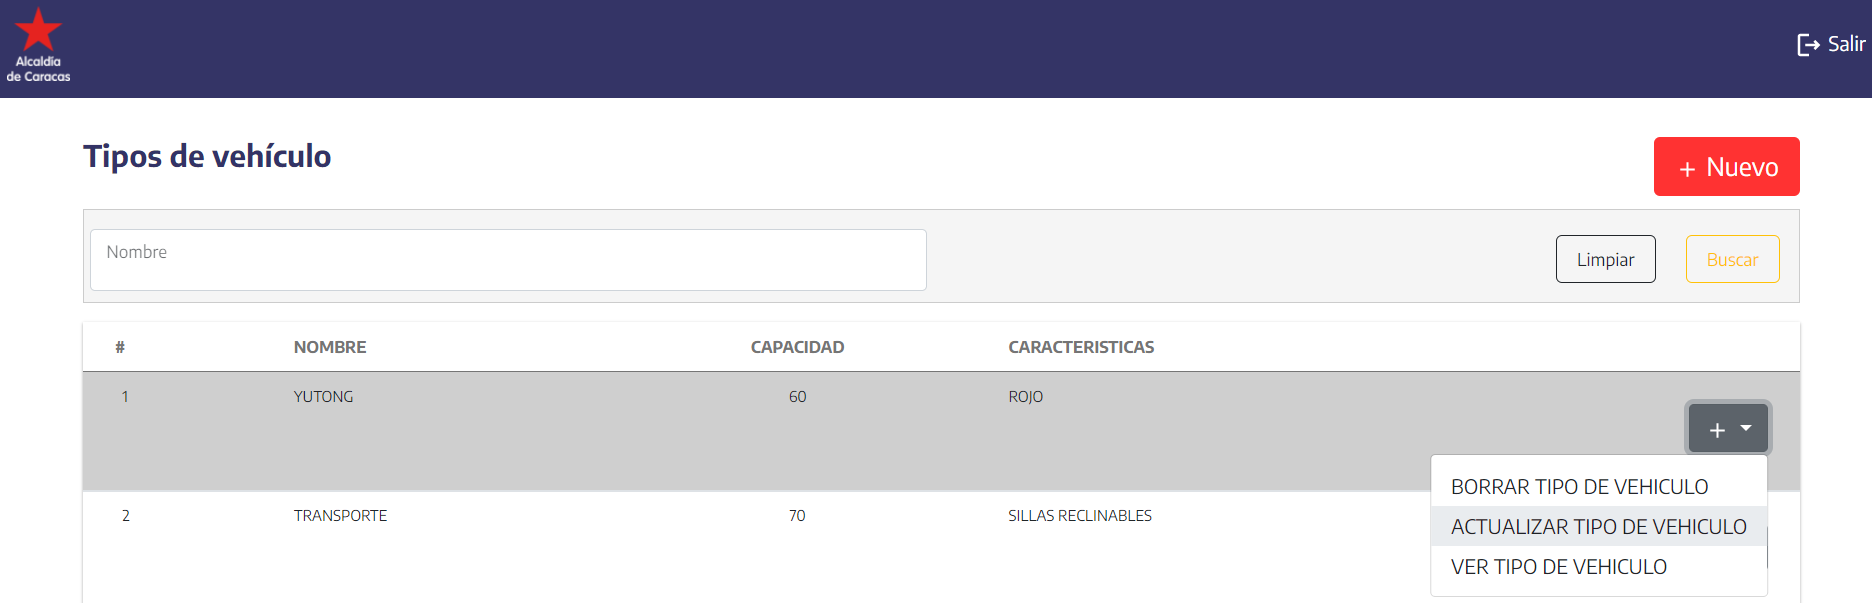 Alcaldía
de Caracas
Salir
Tipos de vehículo
+ Nuevo
Nombre
Limpiar
Buscar
# NOMBRE CAPACIDAD CARACTERISTICAS
1 YUTONG 60 ROJO
+
BORRAR TIPO DE VEHICULO
2 TRANSPORTE 70 SILLAS RECLINABLES
ACTUALIZAR TIPO DE VEHICULO
VER TIPO DE VEHICULO